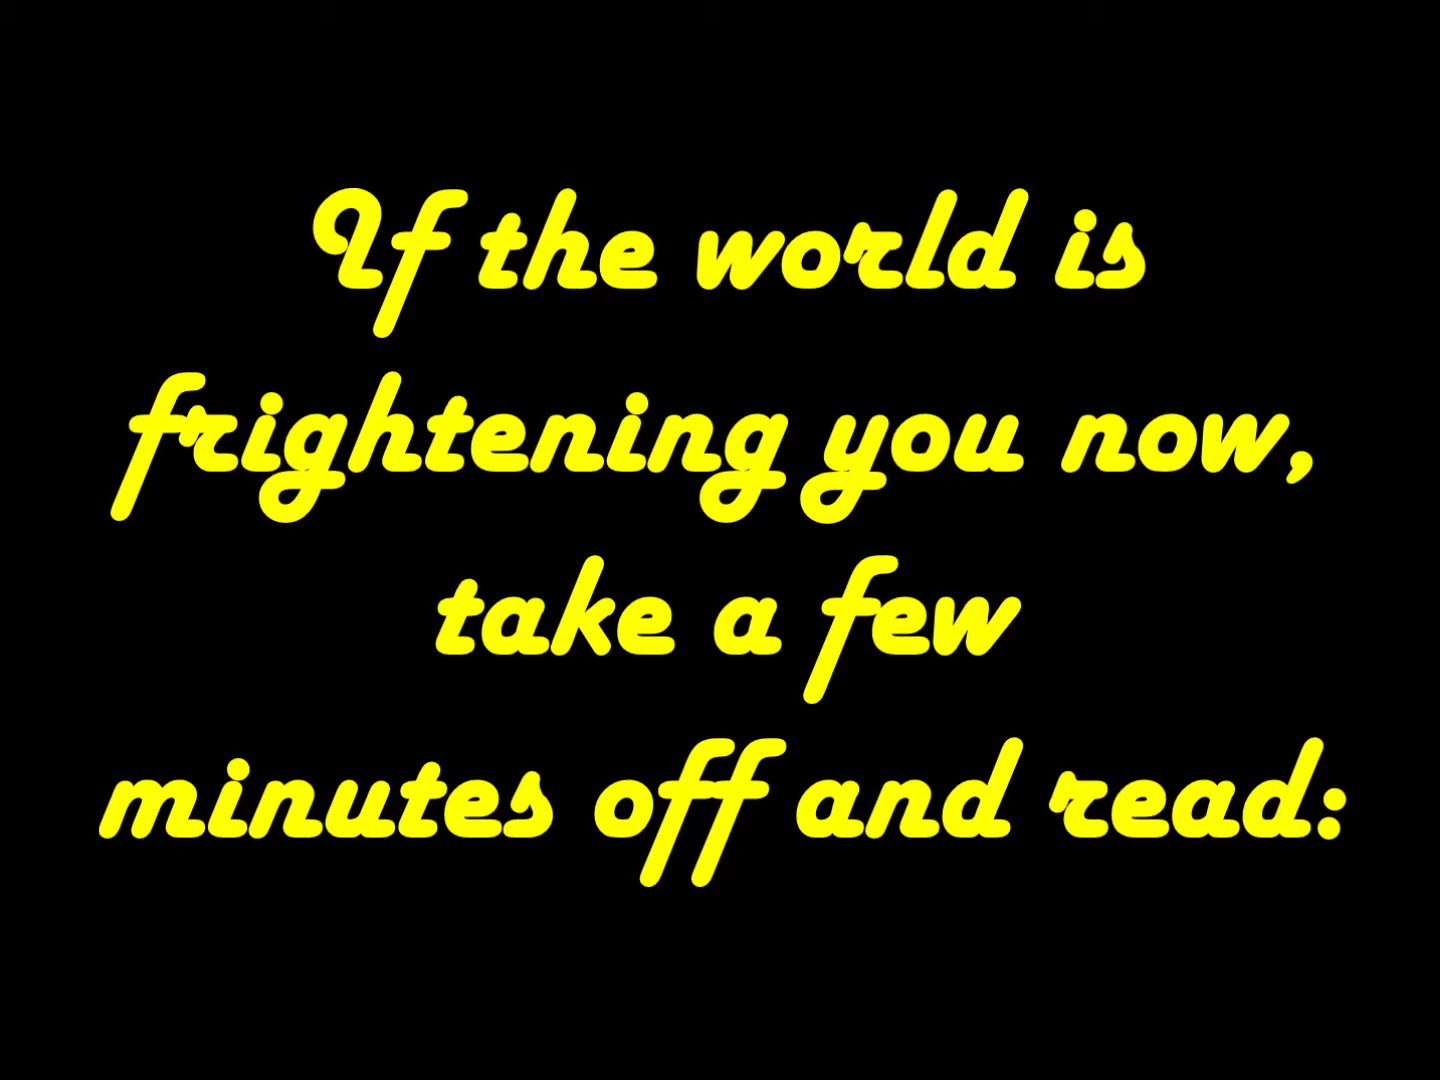 If the world is
frightening you now,
take a few
minutes off and read: